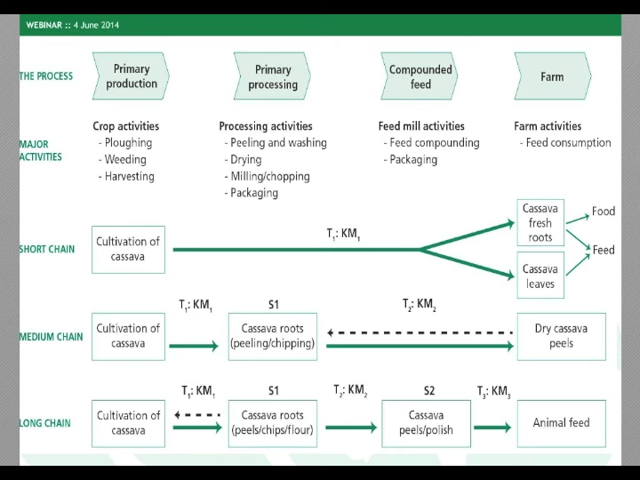 WEBINAR :: 4 June 2014
THE PROCESS
Primary
production
Primary
processing
Compounded
feed
Farm
MAJOR
ACTIVITIES
Crop activities
- Ploughing
- Weeding
- Harvesting
Processing activities
- Peeling and washing
- Drying
- Milling/chopping
- Packaging
Feed mill activities
- Feed compounding
- Packaging
Farm activities
- Feed consumption
SHORT CHAIN
Cultivation of
cassava
T₁: KM₁
Cassava
fresh
roots
Cassava
leaves
Food
Feed
MEDIUM CHAIN
Cultivation of
cassava
T₁: KM₁
S1
Cassava roots
(peeling/chipping)
T₂: KM₂
Dry cassava
peels
LONG CHAIN
Cultivation of
cassava
T₁: KM₁
S1
Cassava roots
(peels/chips/flour)
T₂: KM₂
S2
Cassava
peels/polish
T₃: KM₃
Animal feed